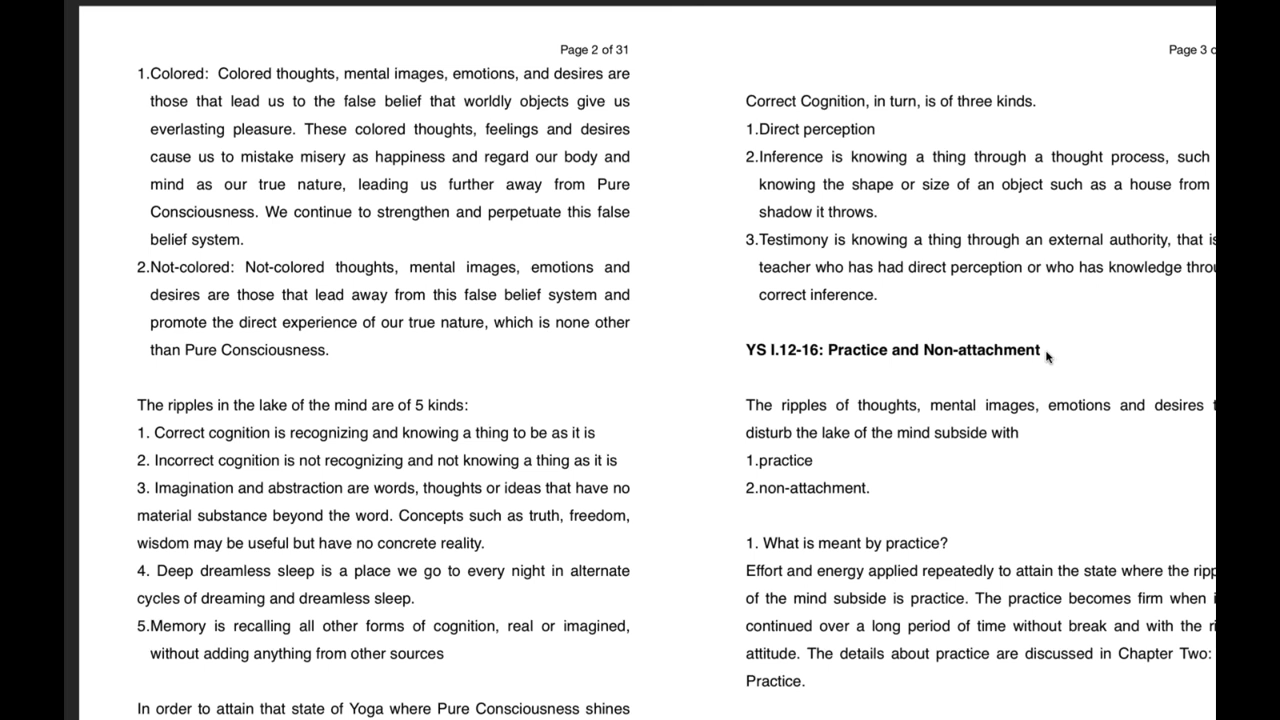 Page 2 of 31
1.Colored: Colored thoughts, mental images, emotions, and desires are
those that lead us to the false belief that worldly objects give us
everlasting pleasure. These colored thoughts, feelings and desires
cause us to mistake misery as happiness and regard our body and
mind as our true nature, leading us further away from Pure
Consciousness. We continue to strengthen and perpetuate this false
belief system.
2.Not-colored: Not-colored thoughts, mental images, emotions and
desires are those that lead away from this false belief system and
promote the direct experience of our true nature, which is none other
than Pure Consciousness.
The ripples in the lake of the mind are of 5 kinds:
1. Correct cognition is recognizing and knowing a thing to be as it is
2. Incorrect cognition is not recognizing and not knowing a thing as it is
3. Imagination and abstraction are words, thoughts or ideas that have no
material substance beyond the word. Concepts such as truth, freedom,
wisdom may be useful but have no concrete reality.
4. Deep dreamless sleep is a place we go to every night in alternate
cycles of dreaming and dreamless sleep.
5.Memory is recalling all other forms of cognition, real or imagined,
without adding anything from other sources
In order to attain that state of Yoga where Pure Consciousness shines
Page 3
Correct Cognition, in turn, is of three kinds.
1.Direct perception
2.Inference is knowing a thing through a thought process, such
knowing the shape or size of an object such as a house from
shadow it throws.
3.Testimony is knowing a thing through an external authority, that is
teacher who has had direct perception or who has knowledge
correct inference.
YS I.12-16: Practice and Non-attachment
The ripples of thoughts, mental images, emotions and desires
disturb the lake of the mind subside with
1.practice
2.non-attachment.
1. What is meant by practice?
Effort and energy applied repeatedly to attain the state where the
of the mind subside is practice. The practice becomes firm when
continued over a long period of time without break and with the
attitude. The details about practice are discussed in Chapter Two:
Practice.